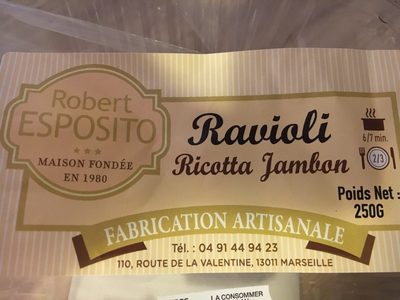 Robert
ESPOSITO
MAISON FONDÉE
EN 1980
Ravioli
Ricotta Jambon
6/7 min.
2/3
Poids Net :
250G
FABRICATION ARTISANALE
Tél. : 04 91 44 94 23
110, ROUTE DE LA VALENTINE, 13011 MARSEILLE
LA CONSOMMER